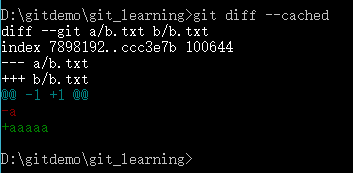 D:\gitdemo\git_learning>git diff --cached
diff --git a/b.txt b/b.txt
index 7898192..ccc3e7b 100644
--- a/b.txt
+++ b/b.txt
@@ -1 +1 @@
-a
+aaaaa
D:\gitdemo\git_learning>